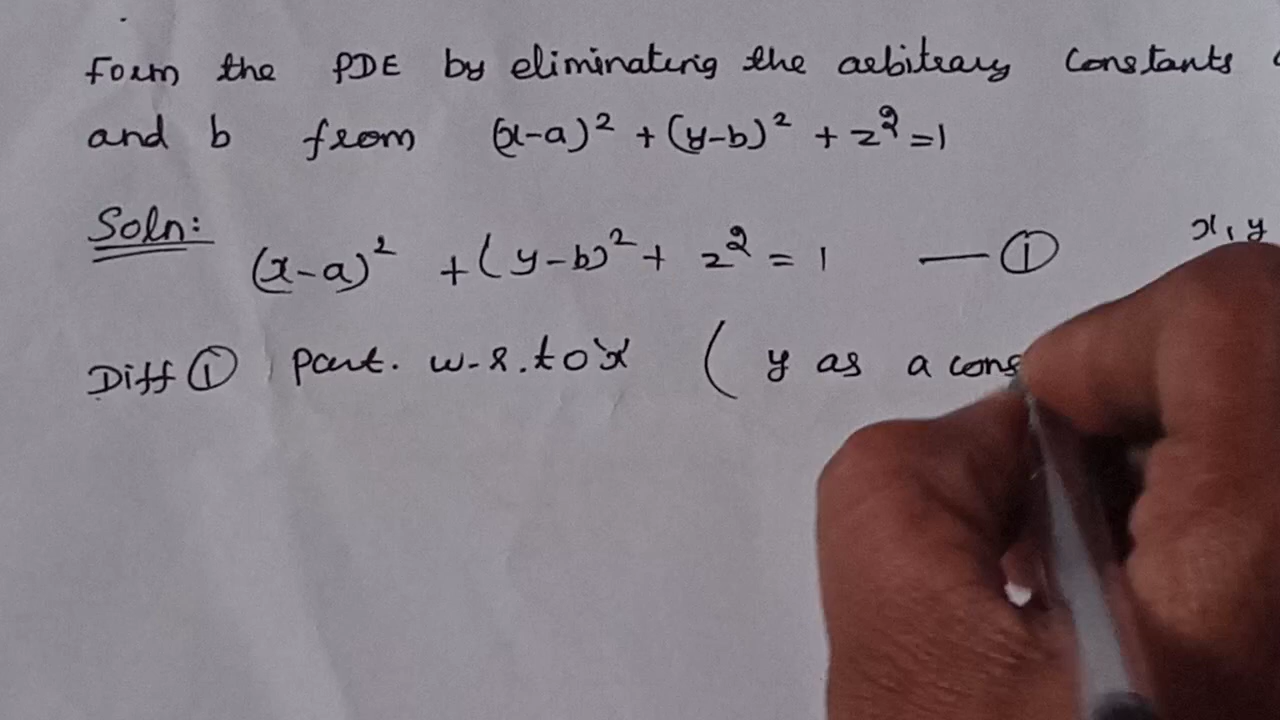 Form the PDE by eliminating the arbitrary constants
and b from (x-a)² + (y-b)² + z² = 1
Soln:
(x-a)² + (y-b)² + z² = 1 — ①
x, y
Diff ① part. w.r.to 'x' ( y as a cons